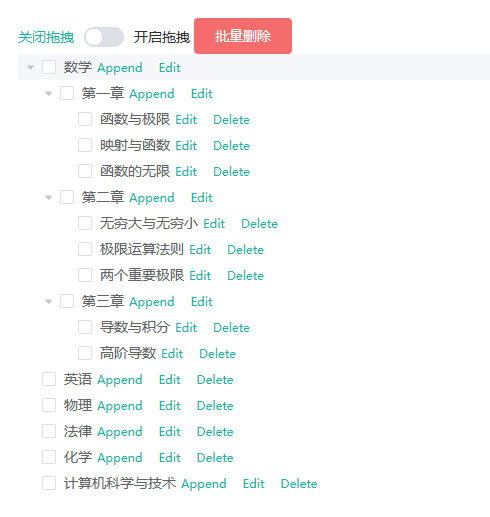 关闭拖拽 开启拖拽 批量删除
数学 Append Edit
第一章 Append Edit
函数与极限 Edit Delete
映射与函数 Edit Delete
函数的无限 Edit Delete
第二章 Append Edit
无穷大与无穷小 Edit Delete
极限运算法则 Edit Delete
两个重要极限 Edit Delete
第三章 Append Edit
导数与积分 Edit Delete
高阶导数 Edit Delete
英语 Append Edit Delete
物理 Append Edit Delete
法律 Append Edit Delete
化学 Append Edit Delete
计算机科学与技术 Append Edit Delete